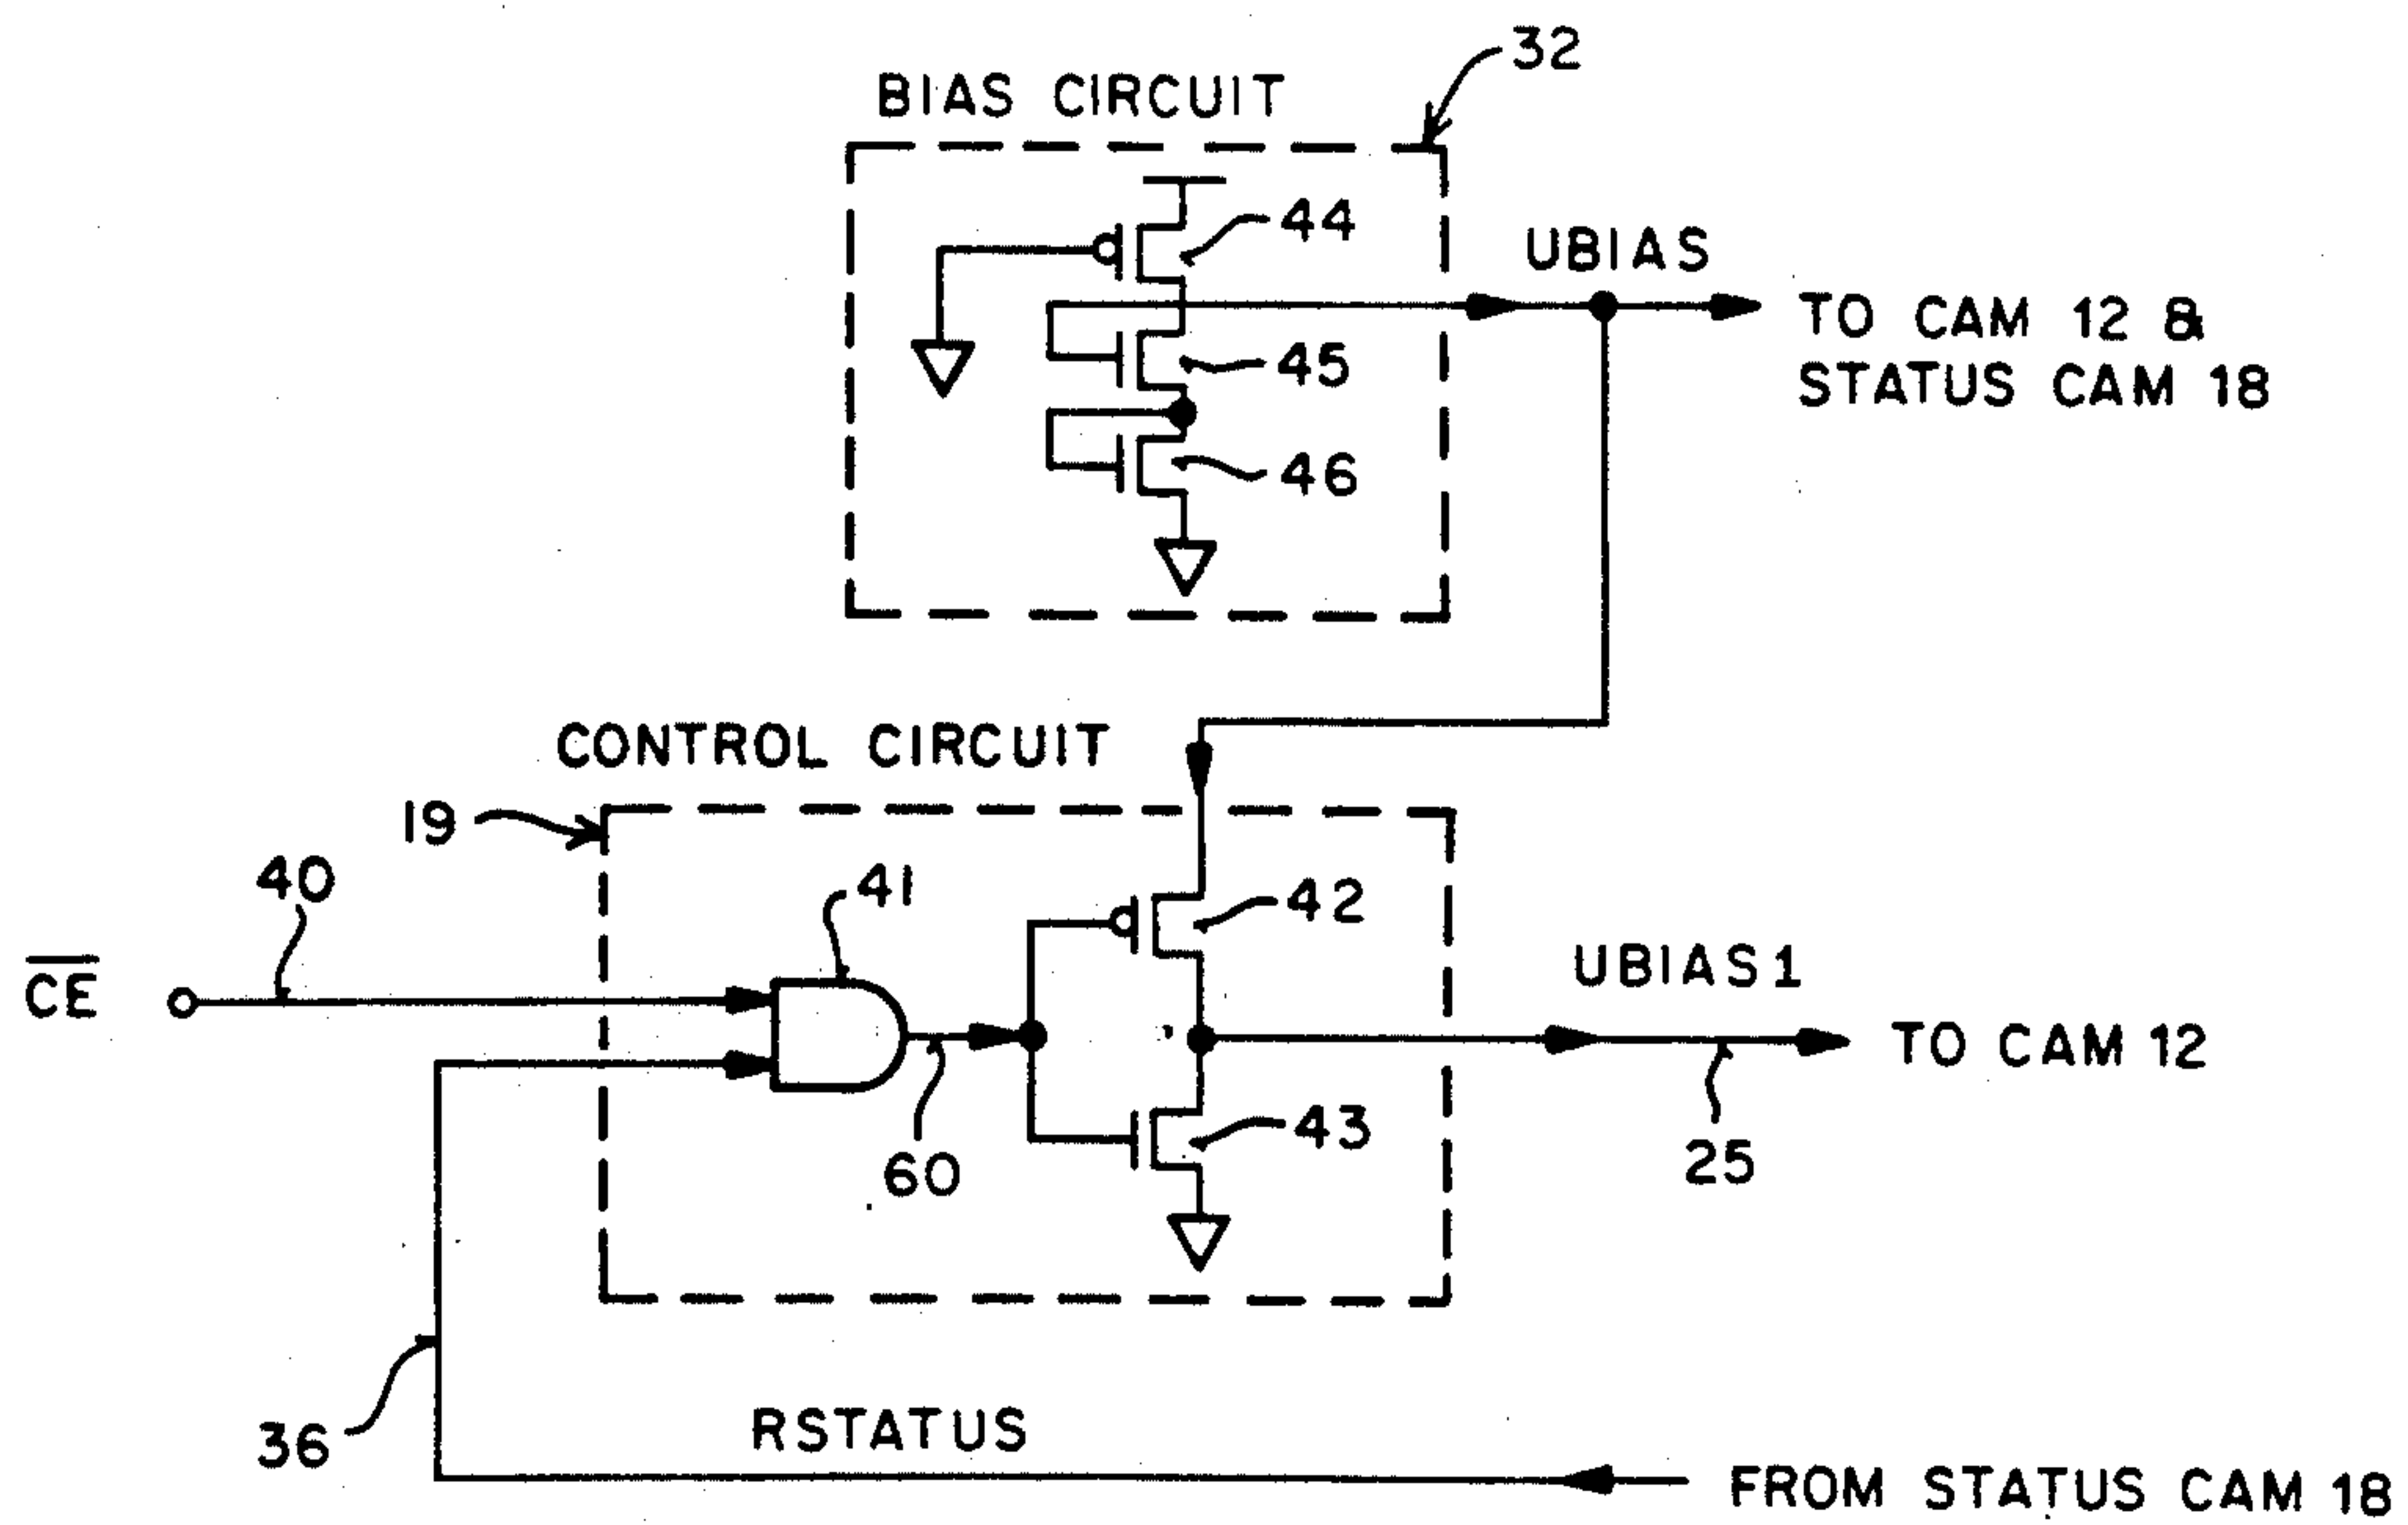 32
BIAS CIRCUIT
44
UBIAS
TO CAM 12 &
STATUS CAM 18
45
46
CONTROL CIRCUIT
19
40
41
42
C̅E̅
UBIAS1
TO CAM 12
43
60
25
36
RSTATUS
FROM STATUS CAM 18